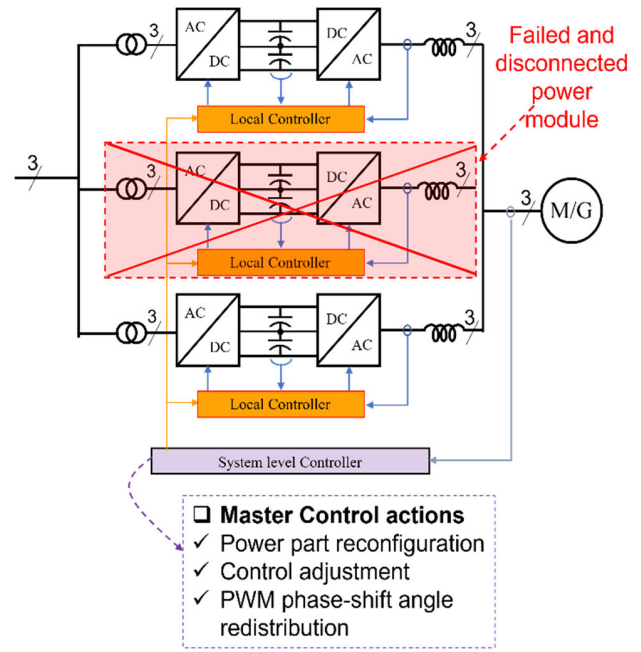 3
AC
DC
DC
AC
3
Local Controller
Failed and
disconnected
power
module
3
3
AC
DC
DC
AC
3
Local Controller
3
M/G
3
AC
DC
DC
AC
3
Local Controller
System level Controller
❑ Master Control actions
✓ Power part reconfiguration
✓ Control adjustment
✓ PWM phase-shift angle
redistribution